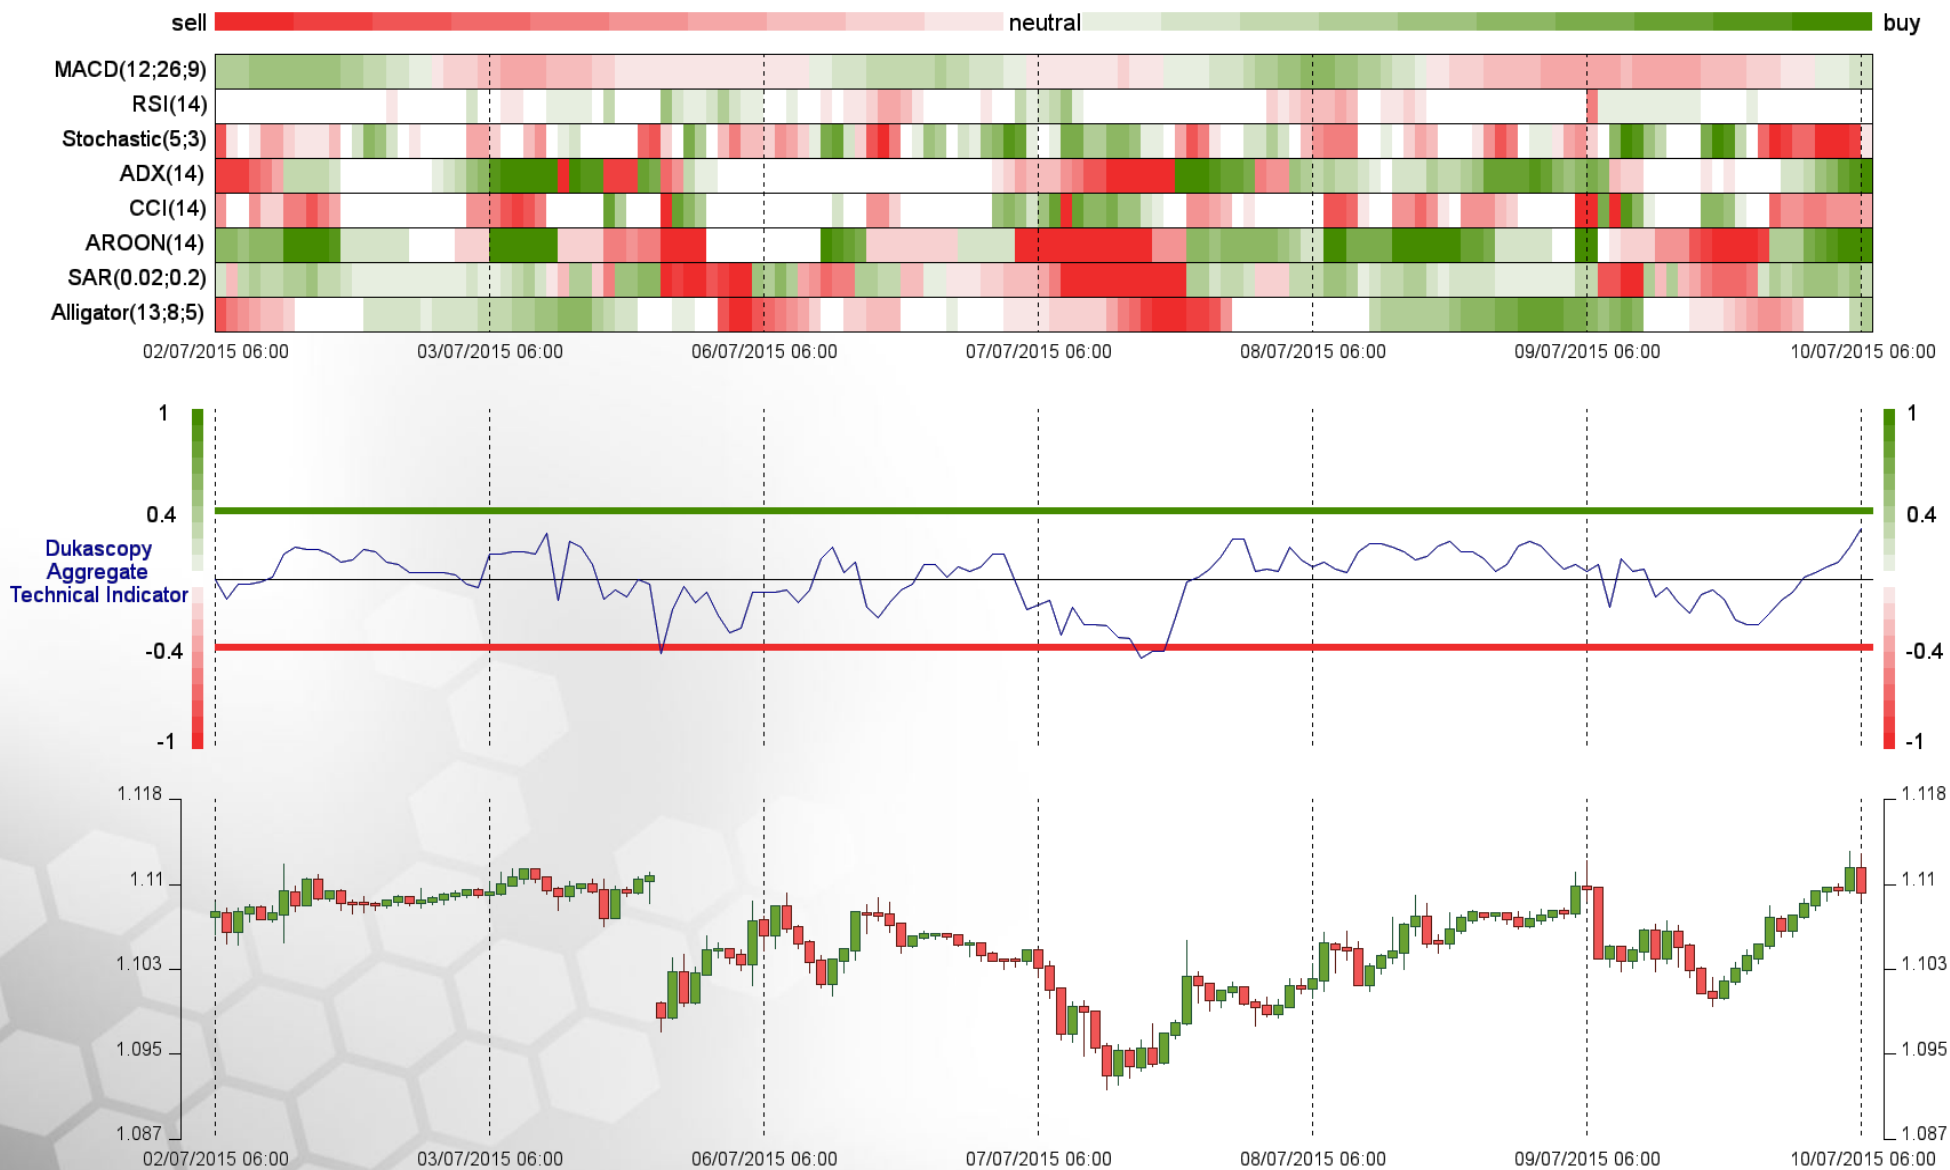 sell neutral buy
MACD(12;26;9)
RSI(14)
Stochastic(5;3)
ADX(14)
CCI(14)
AROON(14)
SAR(0.02;0.2)
Alligator(13;8;5)
02/07/2015 06:00 03/07/2015 06:00 06/07/2015 06:00 07/07/2015 06:00 08/07/2015 06:00 09/07/2015 06:00 10/07/2015 06:00
1 1
0.4 0.4
Dukascopy
Aggregate
Technical Indicator
-0.4 -0.4
-1 -1
1.118 1.118
1.11 1.11
1.103 1.103
1.095 1.095
1.087 1.087
02/07/2015 06:00 03/07/2015 06:00 06/07/2015 06:00 07/07/2015 06:00 08/07/2015 06:00 09/07/2015 06:00 10/07/2015 06:00